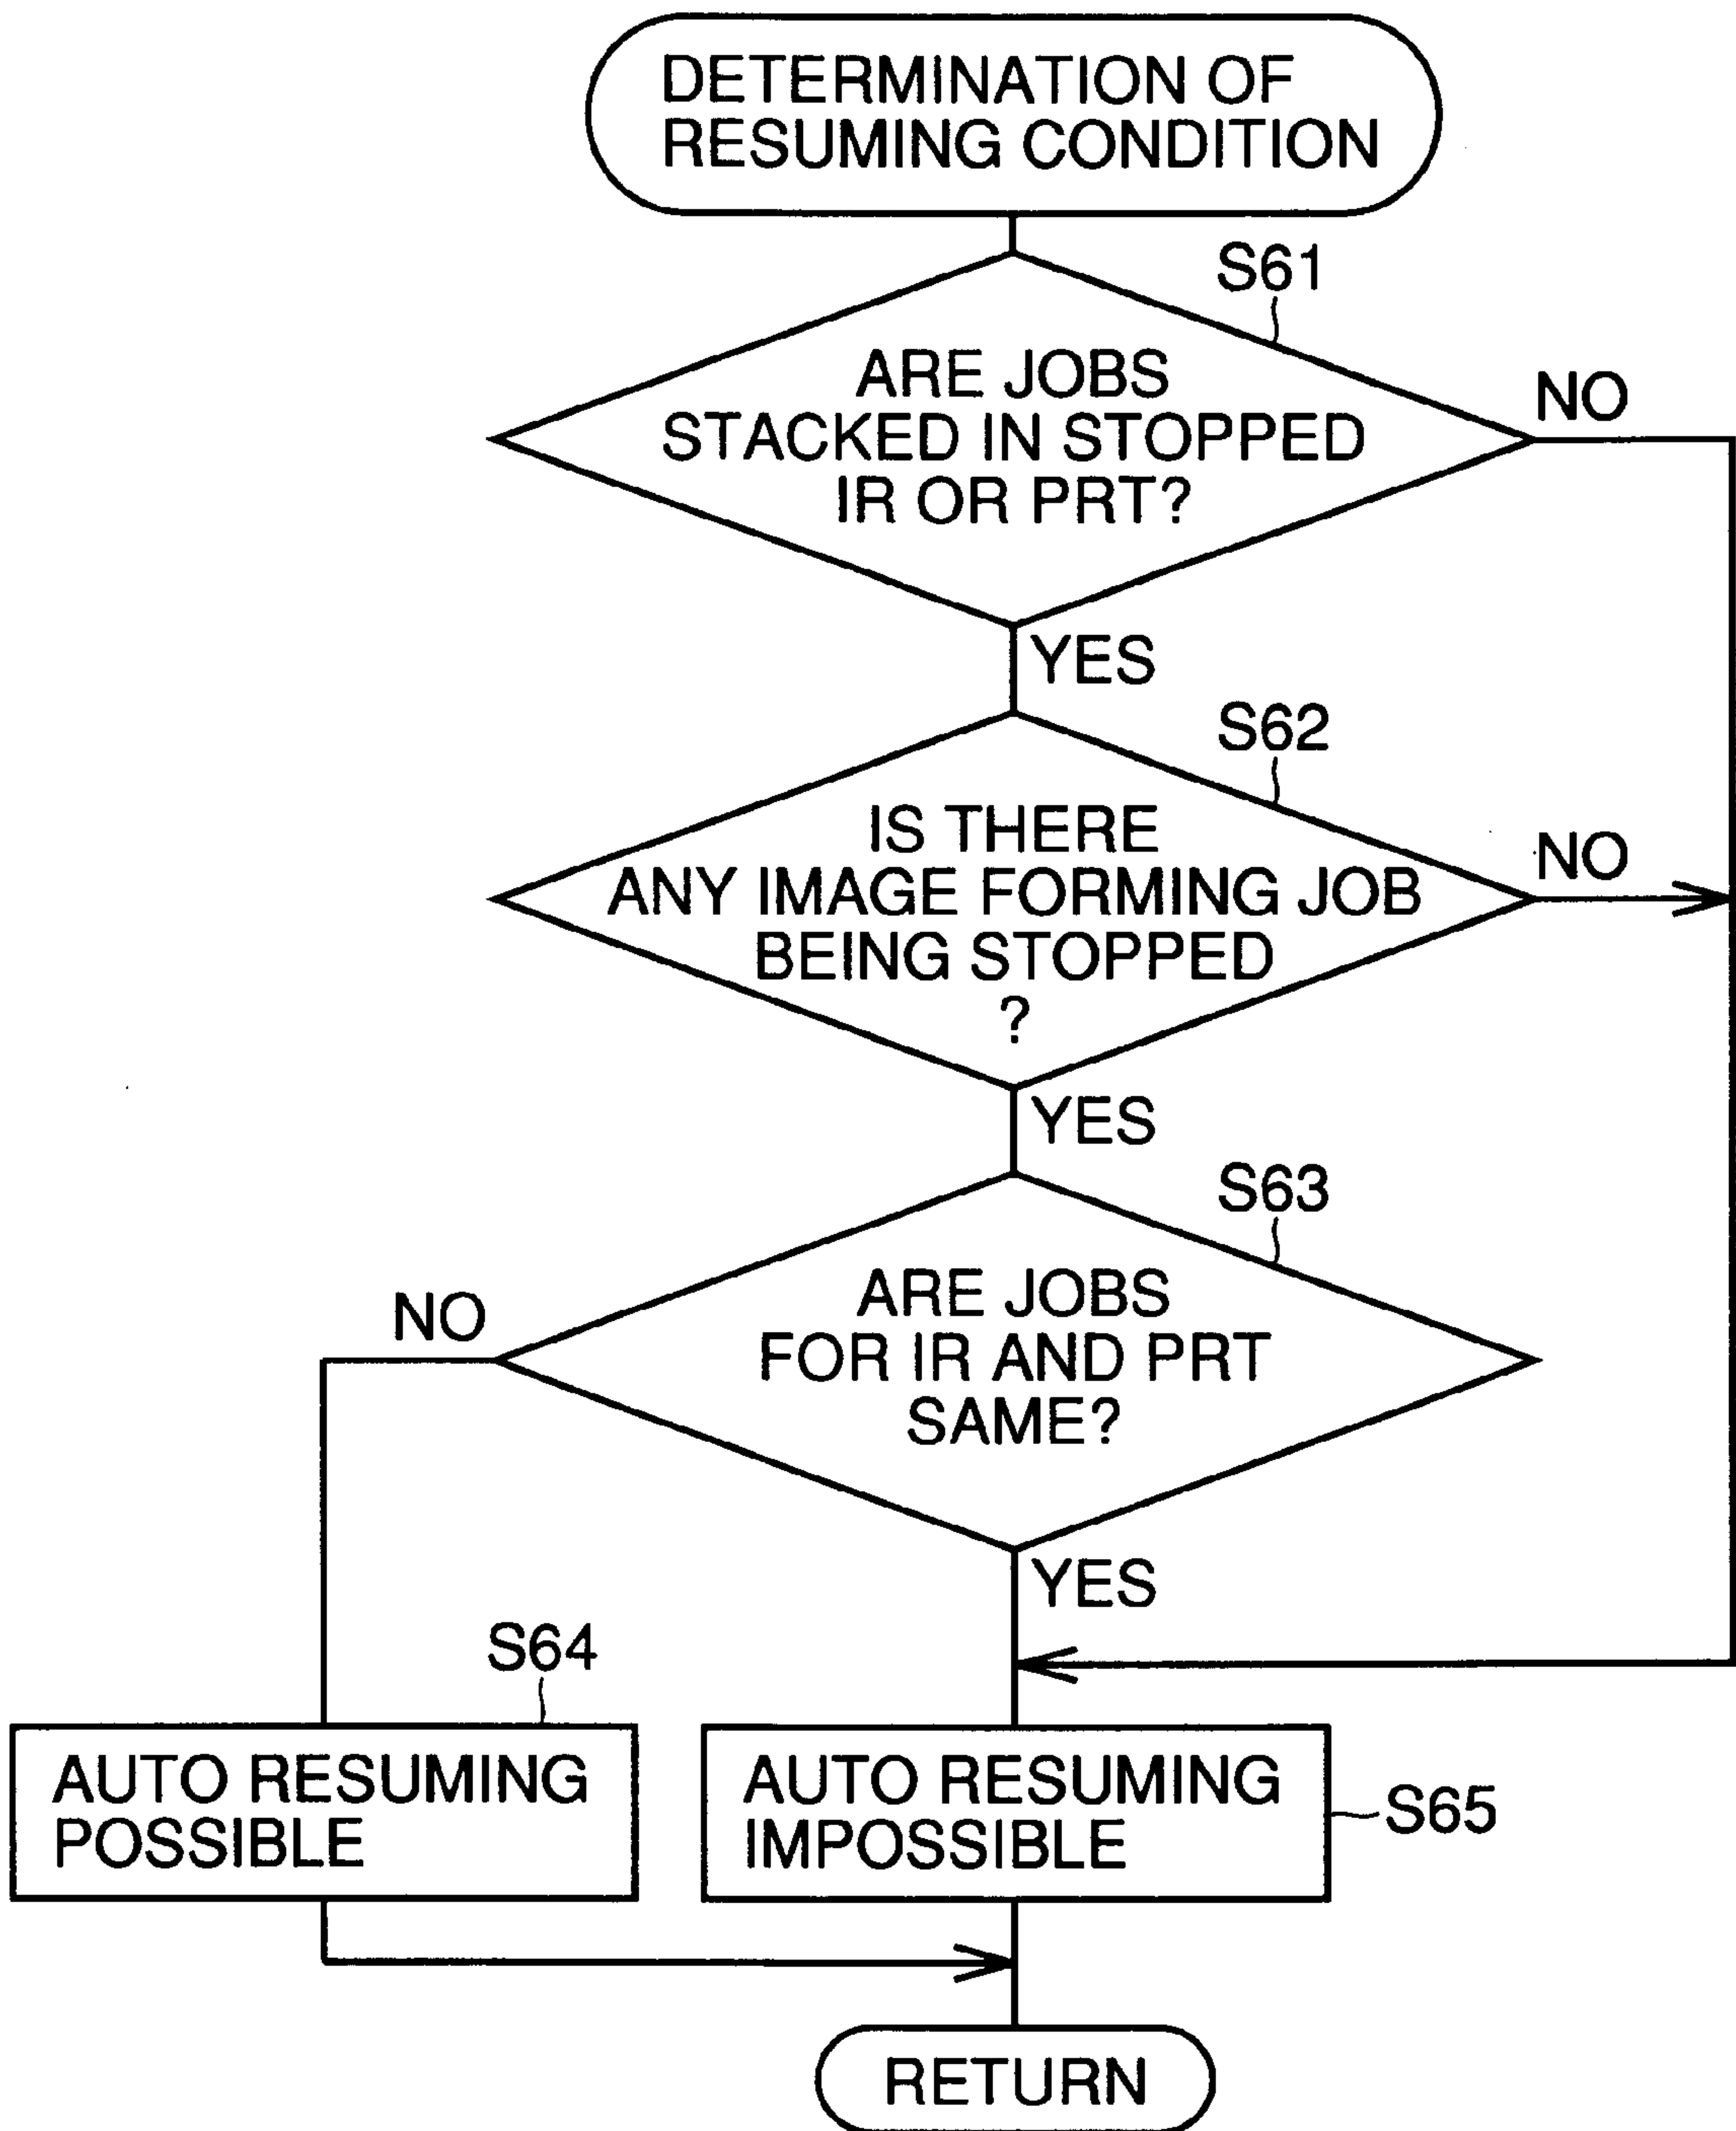 DETERMINATION OF
RESUMING CONDITION
S61
ARE JOBS
STACKED IN STOPPED
IR OR PRT?
NO
YES
S62
IS THERE
ANY IMAGE FORMING JOB
BEING STOPPED
?
NO
YES
S63
ARE JOBS
FOR IR AND PRT
SAME?
NO
YES
S64
AUTO RESUMING
POSSIBLE
AUTO RESUMING
IMPOSSIBLE
S65
RETURN